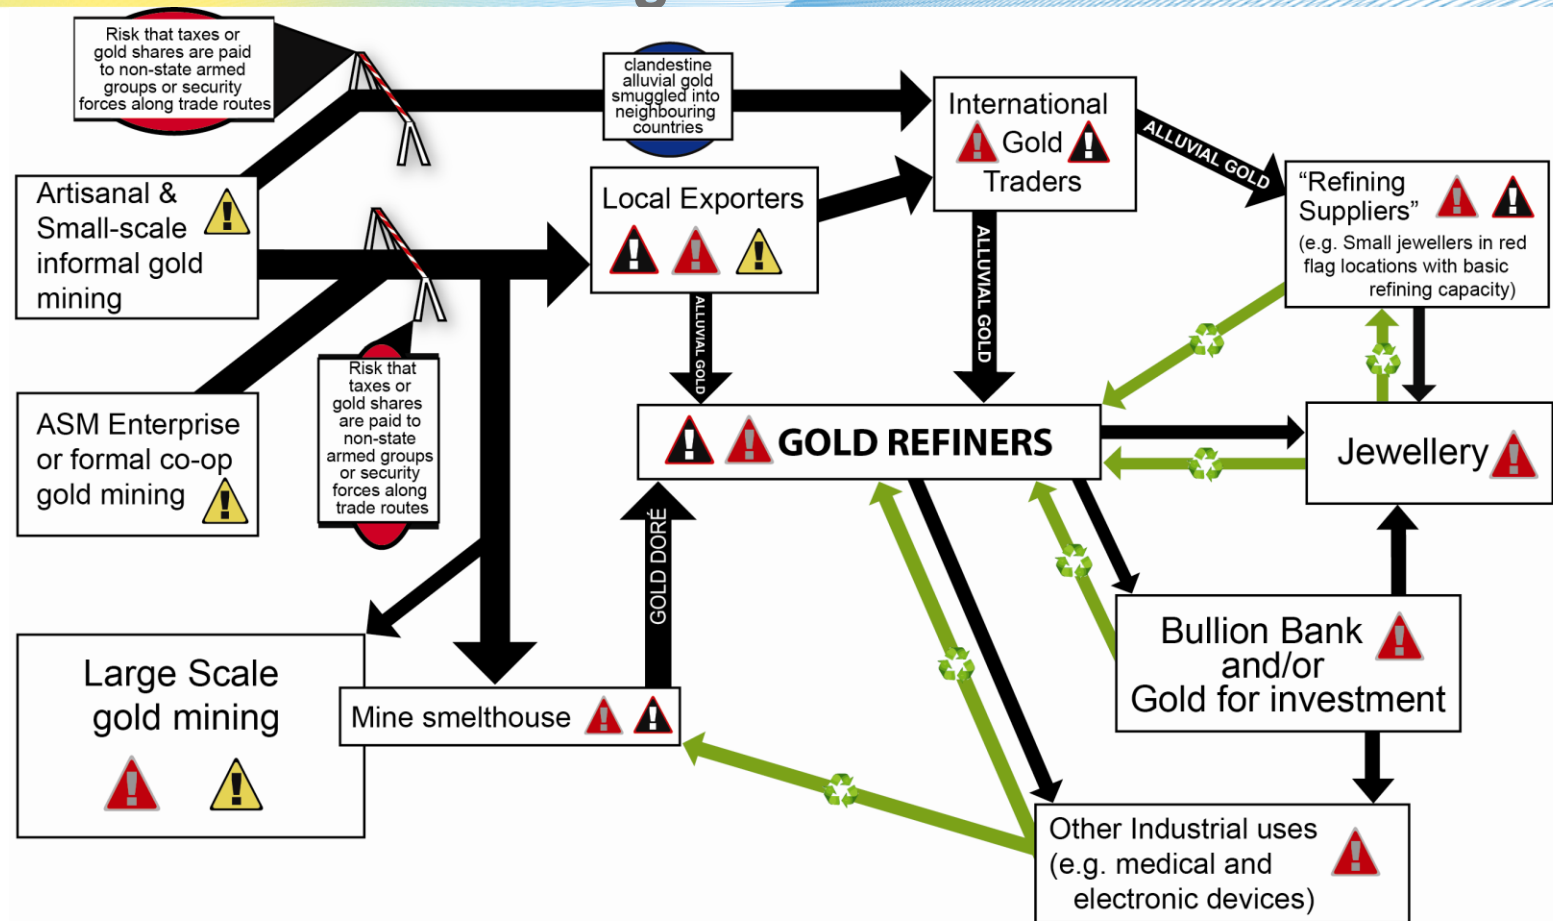 Risk that taxes or
gold shares are paid
to non-state armed
groups or security
forces along trade routes
clandestine
alluvial gold
smuggled into
neighbouring
countries
International
Gold
Traders
ALLUVIAL GOLD
"Refining
Suppliers"
(e.g. Small jewellers in red
flag locations with basic
refining capacity)
Artisanal &
Small-scale
informal gold
mining
Local Exporters
ALLUVIAL GOLD
ALLUVIAL GOLD
Risk that
taxes or
gold shares
are paid to
non-state
armed groups
or security
forces along
trade routes
ASM Enterprise
or formal co-op
gold mining
GOLD REFINERS
Jewellery
GOLD DORÉ
Large Scale
gold mining
Mine smelthouse
Bullion Bank
and/or
Gold for investment
Other Industrial uses
(e.g. medical and
electronic devices)